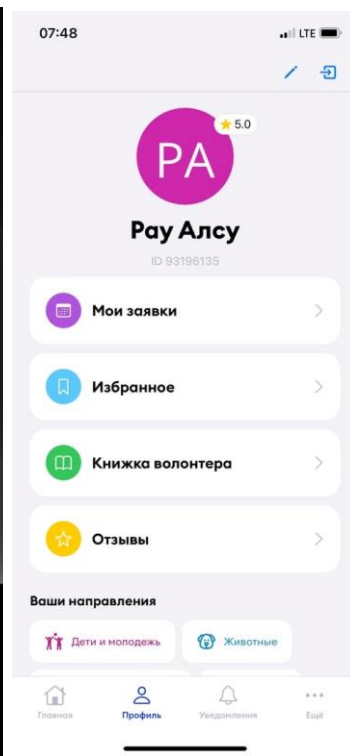 07:48
LTE
5.0
РА
Рау Алсу
ID 93196135
Мои заявки
Избранное
Книжка волонтера
Отзывы
Ваши направления
Дети и молодежь
Животные
Главная
Профиль
Уведомления
Ещё